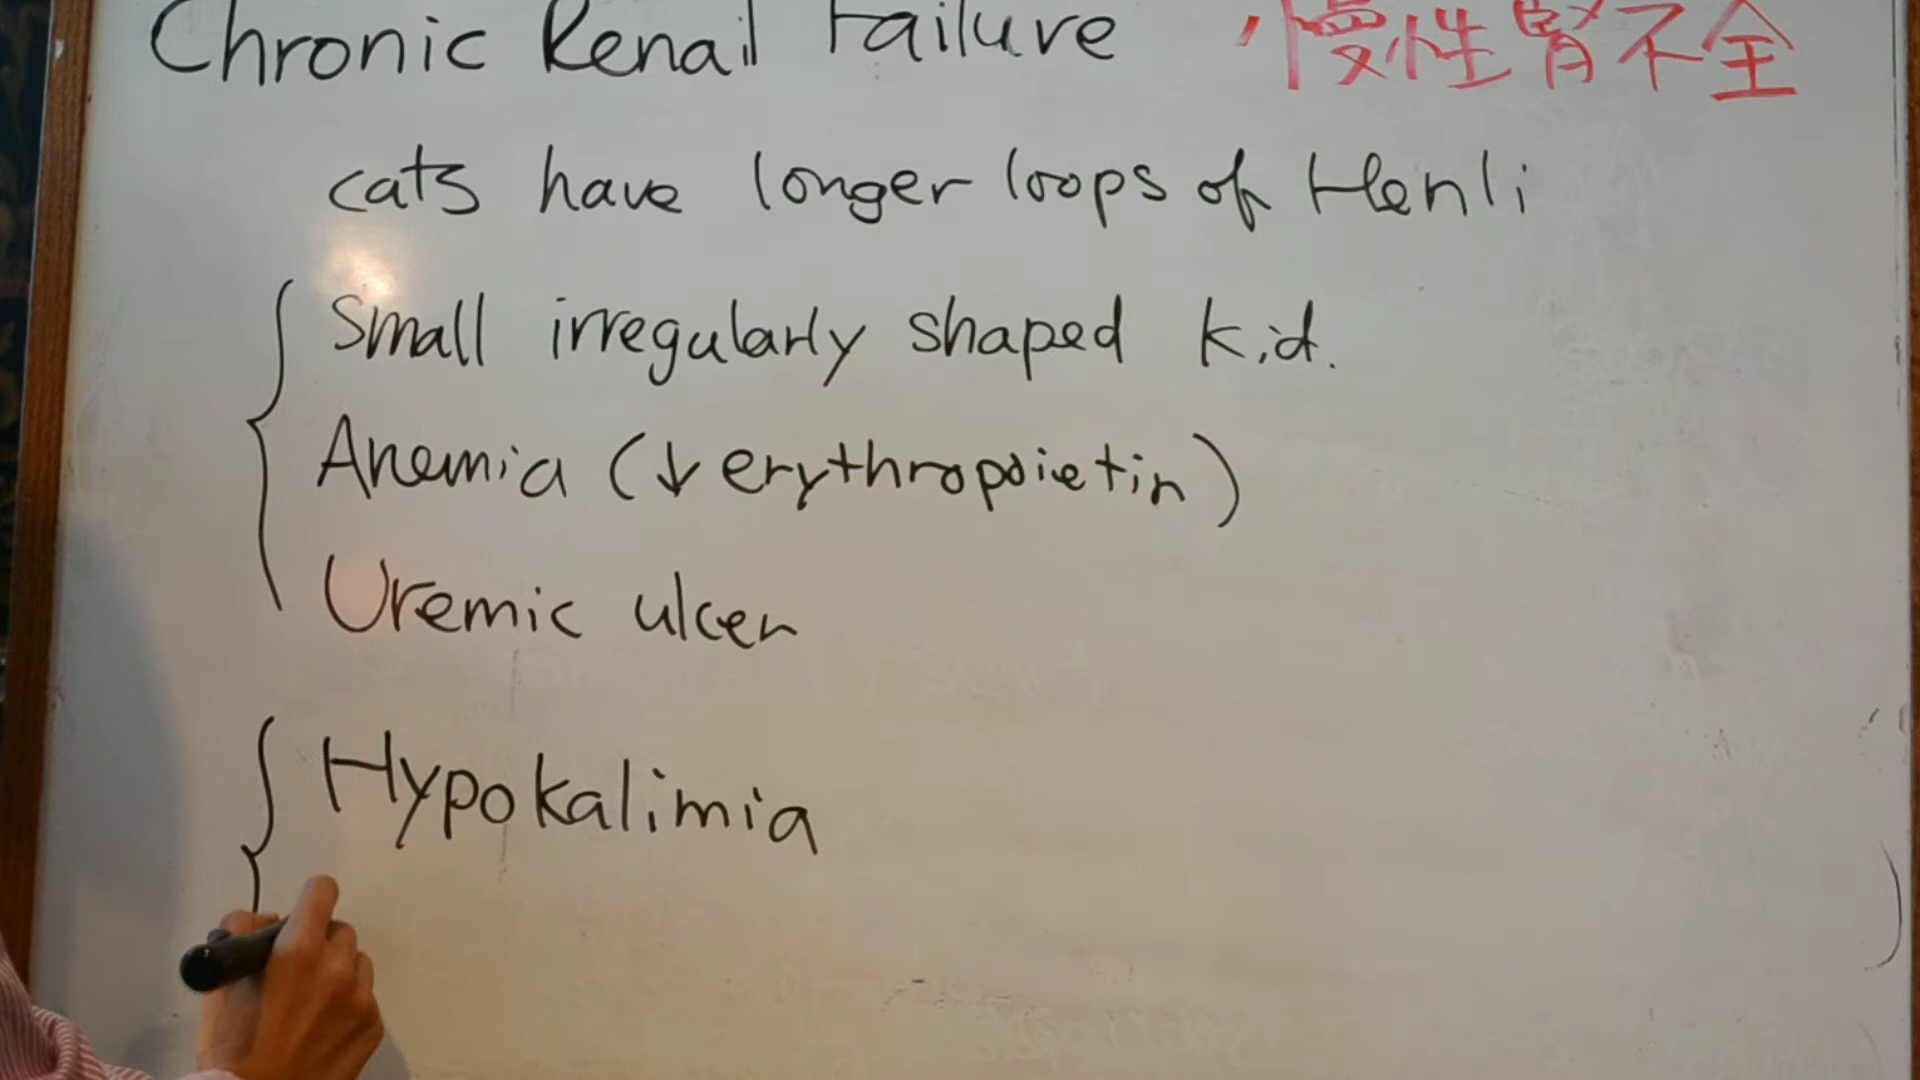 Chronic Renal Failure 慢性腎不全
cats have longer loops of Henli
Small irregularly shaped kid.
Anemia (↓ erythropoietin)
Uremic ulcer
Hypokalimia